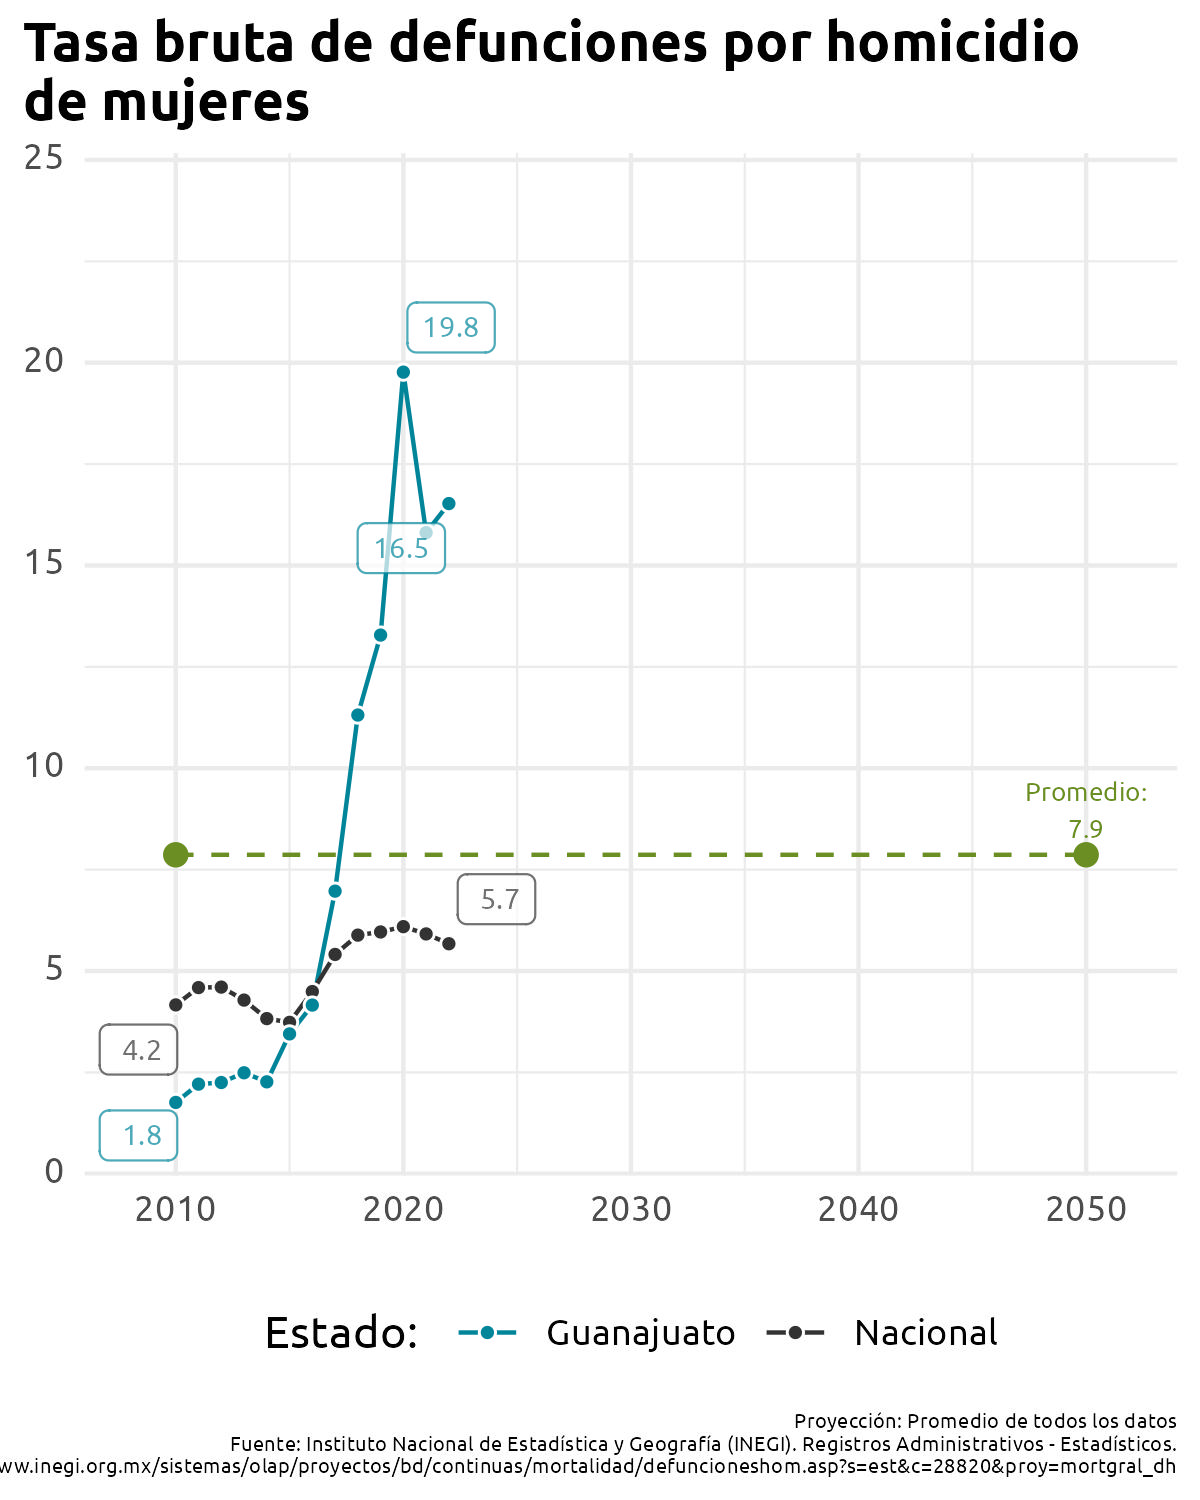 Tasa bruta de defunciones por homicidio
de mujeres
25
20
15
10
5
0
19.8
16.5
Promedio:
7.9
5.7
4.2
1.8
2010 2020 2030 2040 2050
Estado: Guanajuato Nacional
Proyección: Promedio de todos los datos
Fuente: Instituto Nacional de Estadística y Geografía (INEGI). Registros Administrativos - Estadísticos.
ww.inegi.org.mx/sistemas/olap/proyectos/bd/continuas/mortalidad/defuncioneshom.asp?s=est&c=28820&proy=mortgral_dh